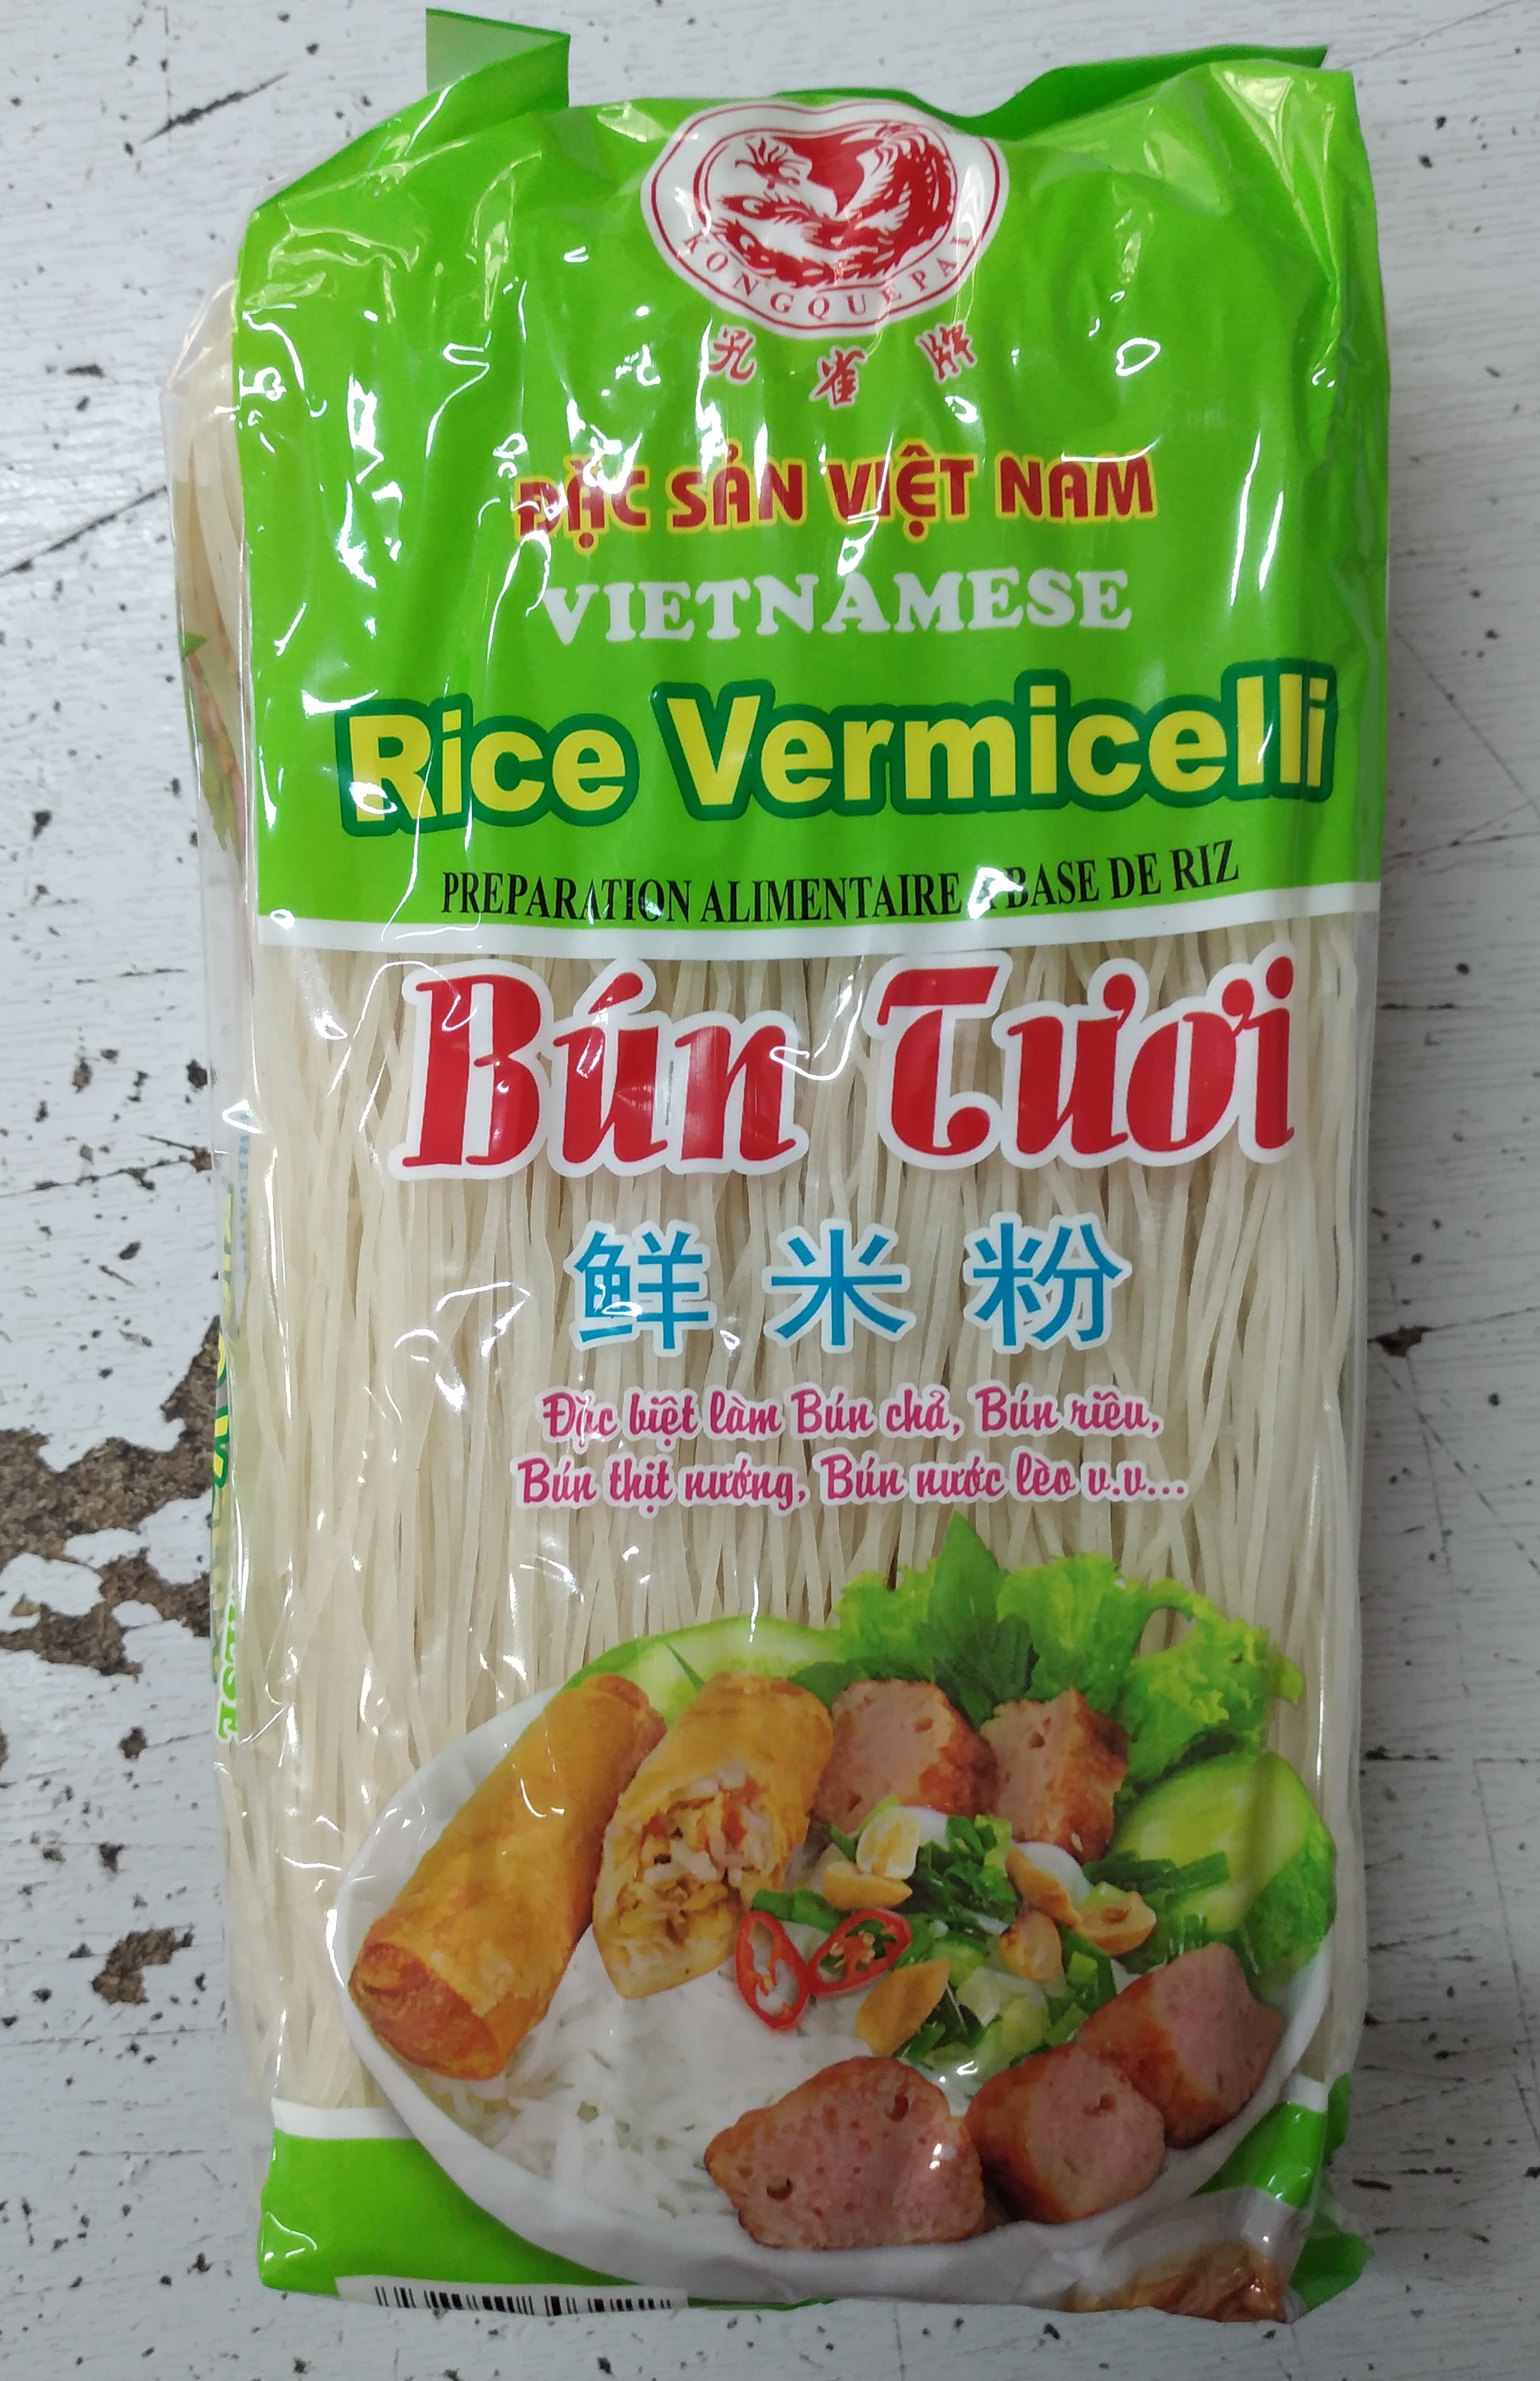 KONGQUEPAI
孔雀牌
ĐẶC SẢN VIỆT NAM
VIETNAMESE
Rice Vermicelli
PREPARATION ALIMENTAIRE A BASE DE RIZ
Bún Tươi
鲜米粉
Đặc biệt làm Bún chả, Bún riêu,
Bún thịt nướng, Bún nước lèo v.v...